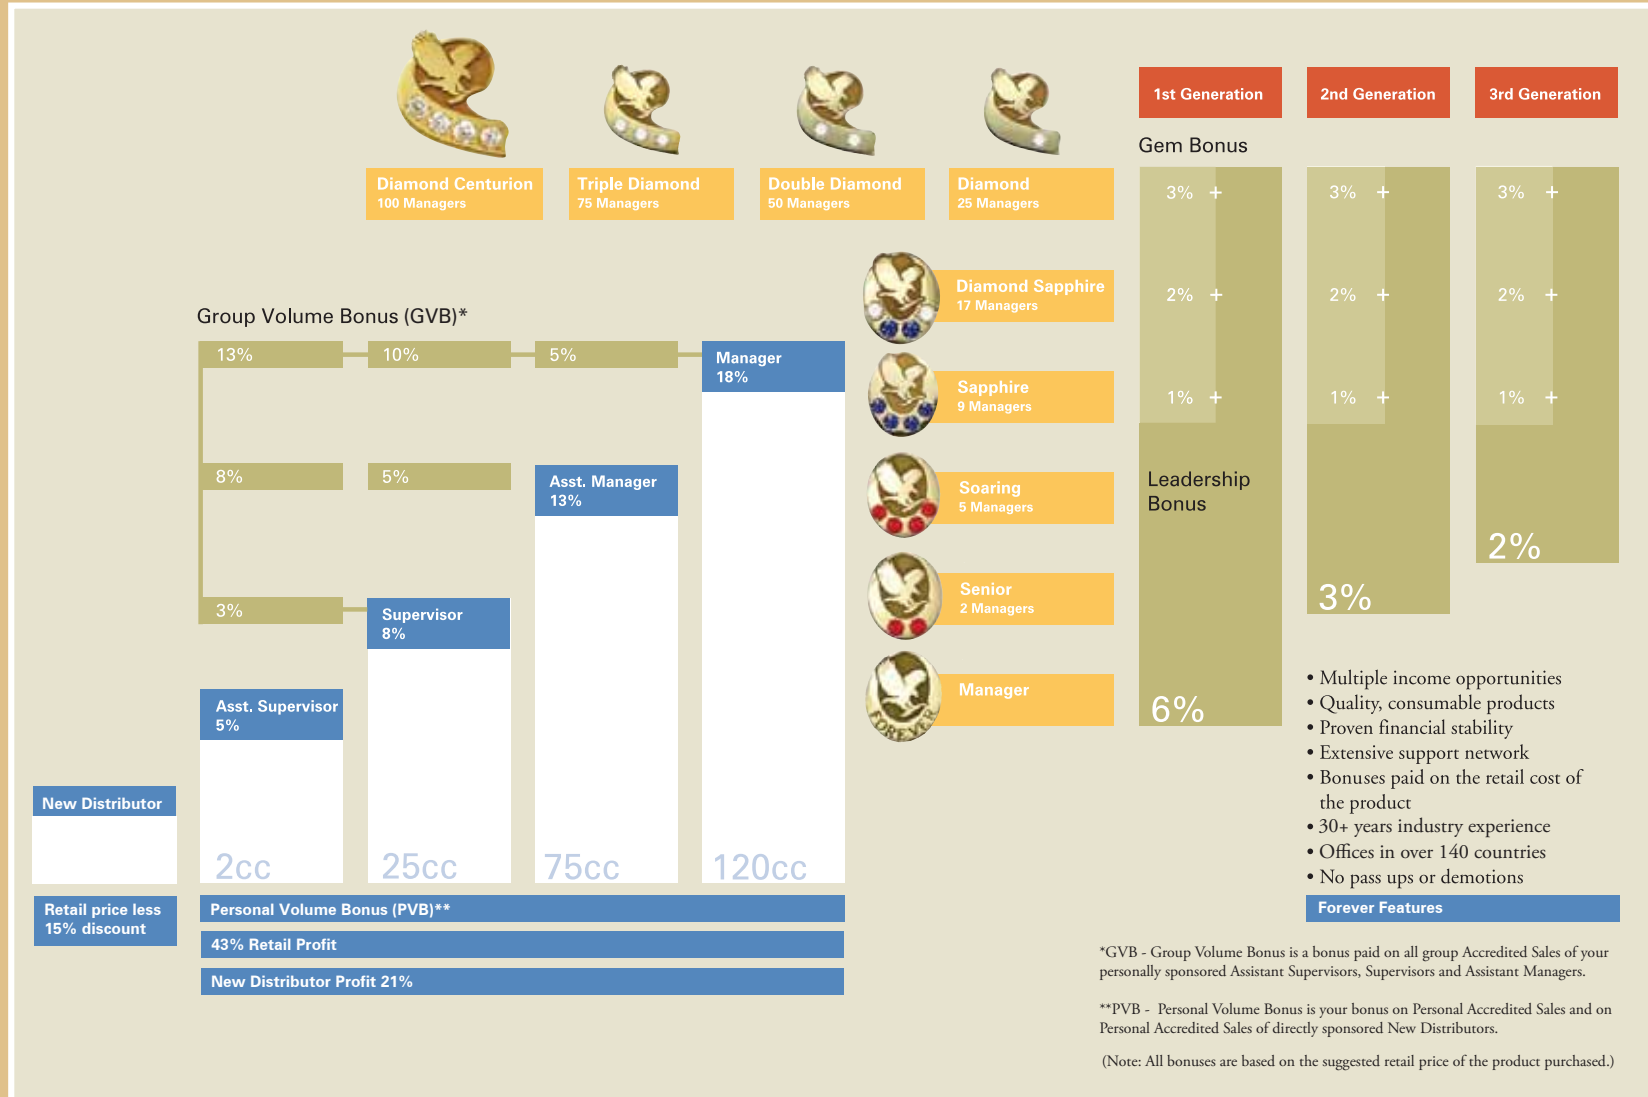 1st Generation
2nd Generation
3rd Generation
Gem Bonus
Diamond Centurion
100 Managers
Triple Diamond
75 Managers
Double Diamond
50 Managers
Diamond
25 Managers
3% +
3% +
3% +
Diamond Sapphire
17 Managers
2% +
2% +
2% +
Group Volume Bonus (GVB)*
13%
10%
5%
Manager
18%
Sapphire
9 Managers
1% +
1% +
1% +
8%
5%
Asst. Manager
13%
Soaring
5 Managers
Leadership
Bonus
2%
3%
Supervisor
8%
Senior
2 Managers
3%
Asst. Supervisor
5%
FOREVER
Manager
6%
New Distributor
2cc
25cc
75cc
120cc
Retail price less
15% discount
Personal Volume Bonus (PVB)**
43% Retail Profit
New Distributor Profit 21%
• Multiple income opportunities
• Quality, consumable products
• Proven financial stability
• Extensive support network
• Bonuses paid on the retail cost of
the product
• 30+ years industry experience
• Offices in over 140 countries
• No pass ups or demotions
Forever Features
*GVB - Group Volume Bonus is a bonus paid on all group Accredited Sales of your
personally sponsored Assistant Supervisors, Supervisors and Assistant Managers.
**PVB - Personal Volume Bonus is your bonus on Personal Accredited Sales and on
Personal Accredited Sales of directly sponsored New Distributors.
(Note: All bonuses are based on the suggested retail price of the product purchased.)